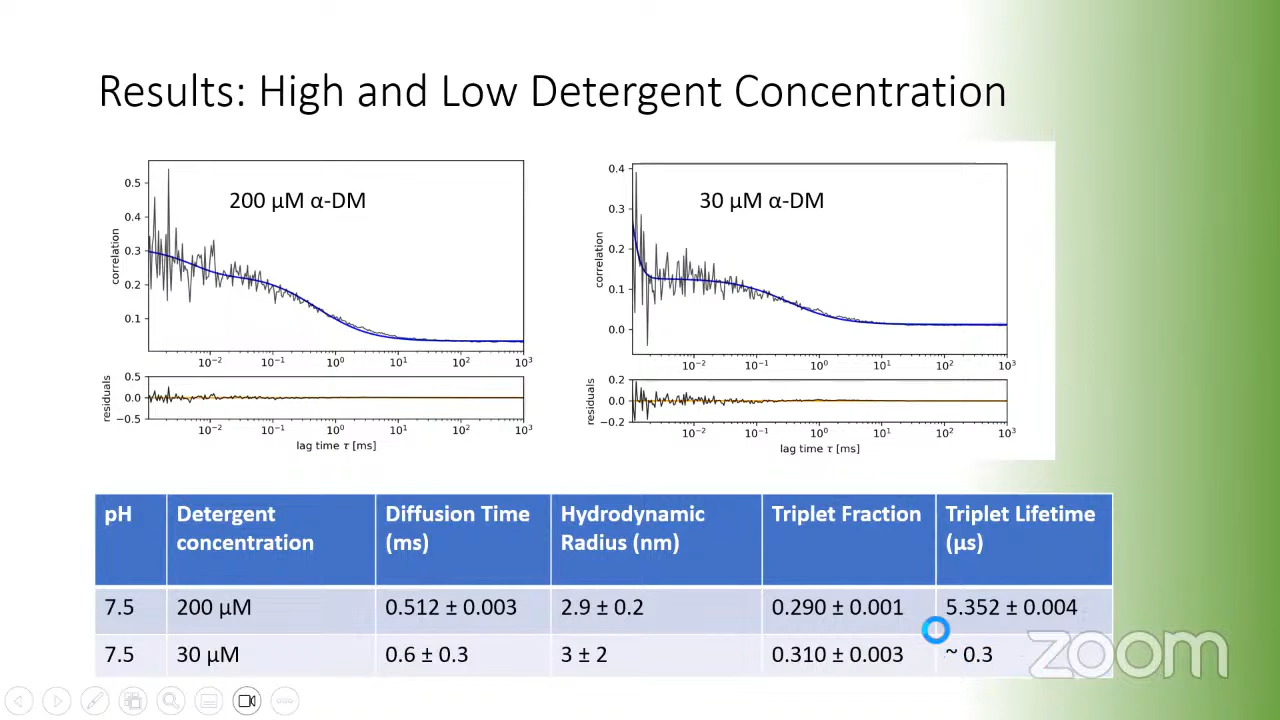 Results: High and Low Detergent Concentration
200 µM α-DM
correlation
0.5
0.4
0.3
0.2
0.1
10⁻² 10⁻¹ 10⁰ 10¹ 10² 10³
residuals
0.5
0.0
−0.5
10⁻² 10⁻¹ 10⁰ 10¹ 10² 10³
lag time τ [ms]
30 µM α-DM
correlation
0.4
0.3
0.2
0.1
0.0
10⁻² 10⁻¹ 10⁰ 10¹ 10² 10³
residuals
0.2
0.0
−0.2
10⁻² 10⁻¹ 10⁰ 10¹ 10² 10³
lag time τ [ms]
pH Detergent concentration Diffusion Time (ms) Hydrodynamic Radius (nm) Triplet Fraction Triplet Lifetime (µs)
7.5 200 µM 0.512 ± 0.003 2.9 ± 0.2 0.290 ± 0.001 5.352 ± 0.004
7.5 30 µM 0.6 ± 0.3 3 ± 2 0.310 ± 0.003 ~ 0.3
zoom